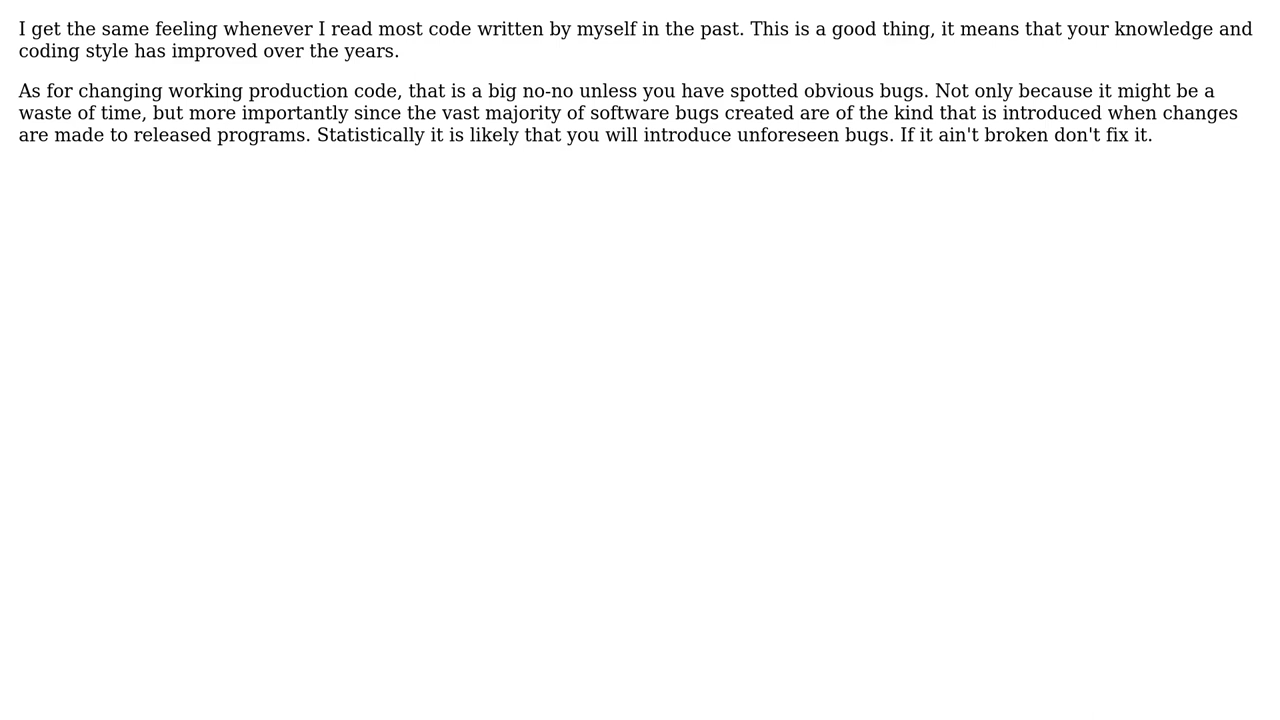 I get the same feeling whenever I read most code written by myself in the past. This is a good thing, it means that your knowledge and
coding style has improved over the years.
As for changing working production code, that is a big no-no unless you have spotted obvious bugs. Not only because it might be a
waste of time, but more importantly since the vast majority of software bugs created are of the kind that is introduced when changes
are made to released programs. Statistically it is likely that you will introduce unforeseen bugs. If it ain't broken don't fix it.